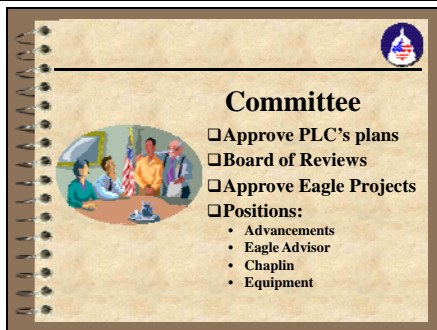 Committee
❑Approve PLC's plans
❑Board of Reviews
❑Approve Eagle Projects
❑Positions:
• Advancements
• Eagle Advisor
• Chaplin
• Equipment